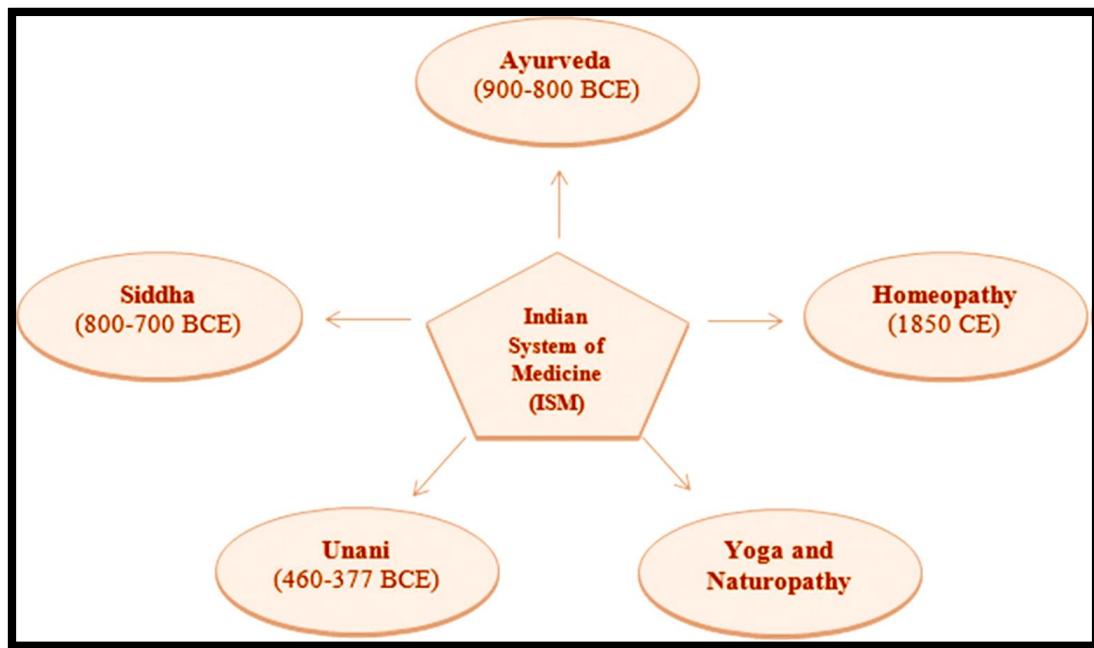 Ayurveda
(900-800 BCE)
Siddha
(800-700 BCE)
Homeopathy
(1850 CE)
Indian
System of
Medicine
(ISM)
Unani
(460-377 BCE)
Yoga and
Naturopathy